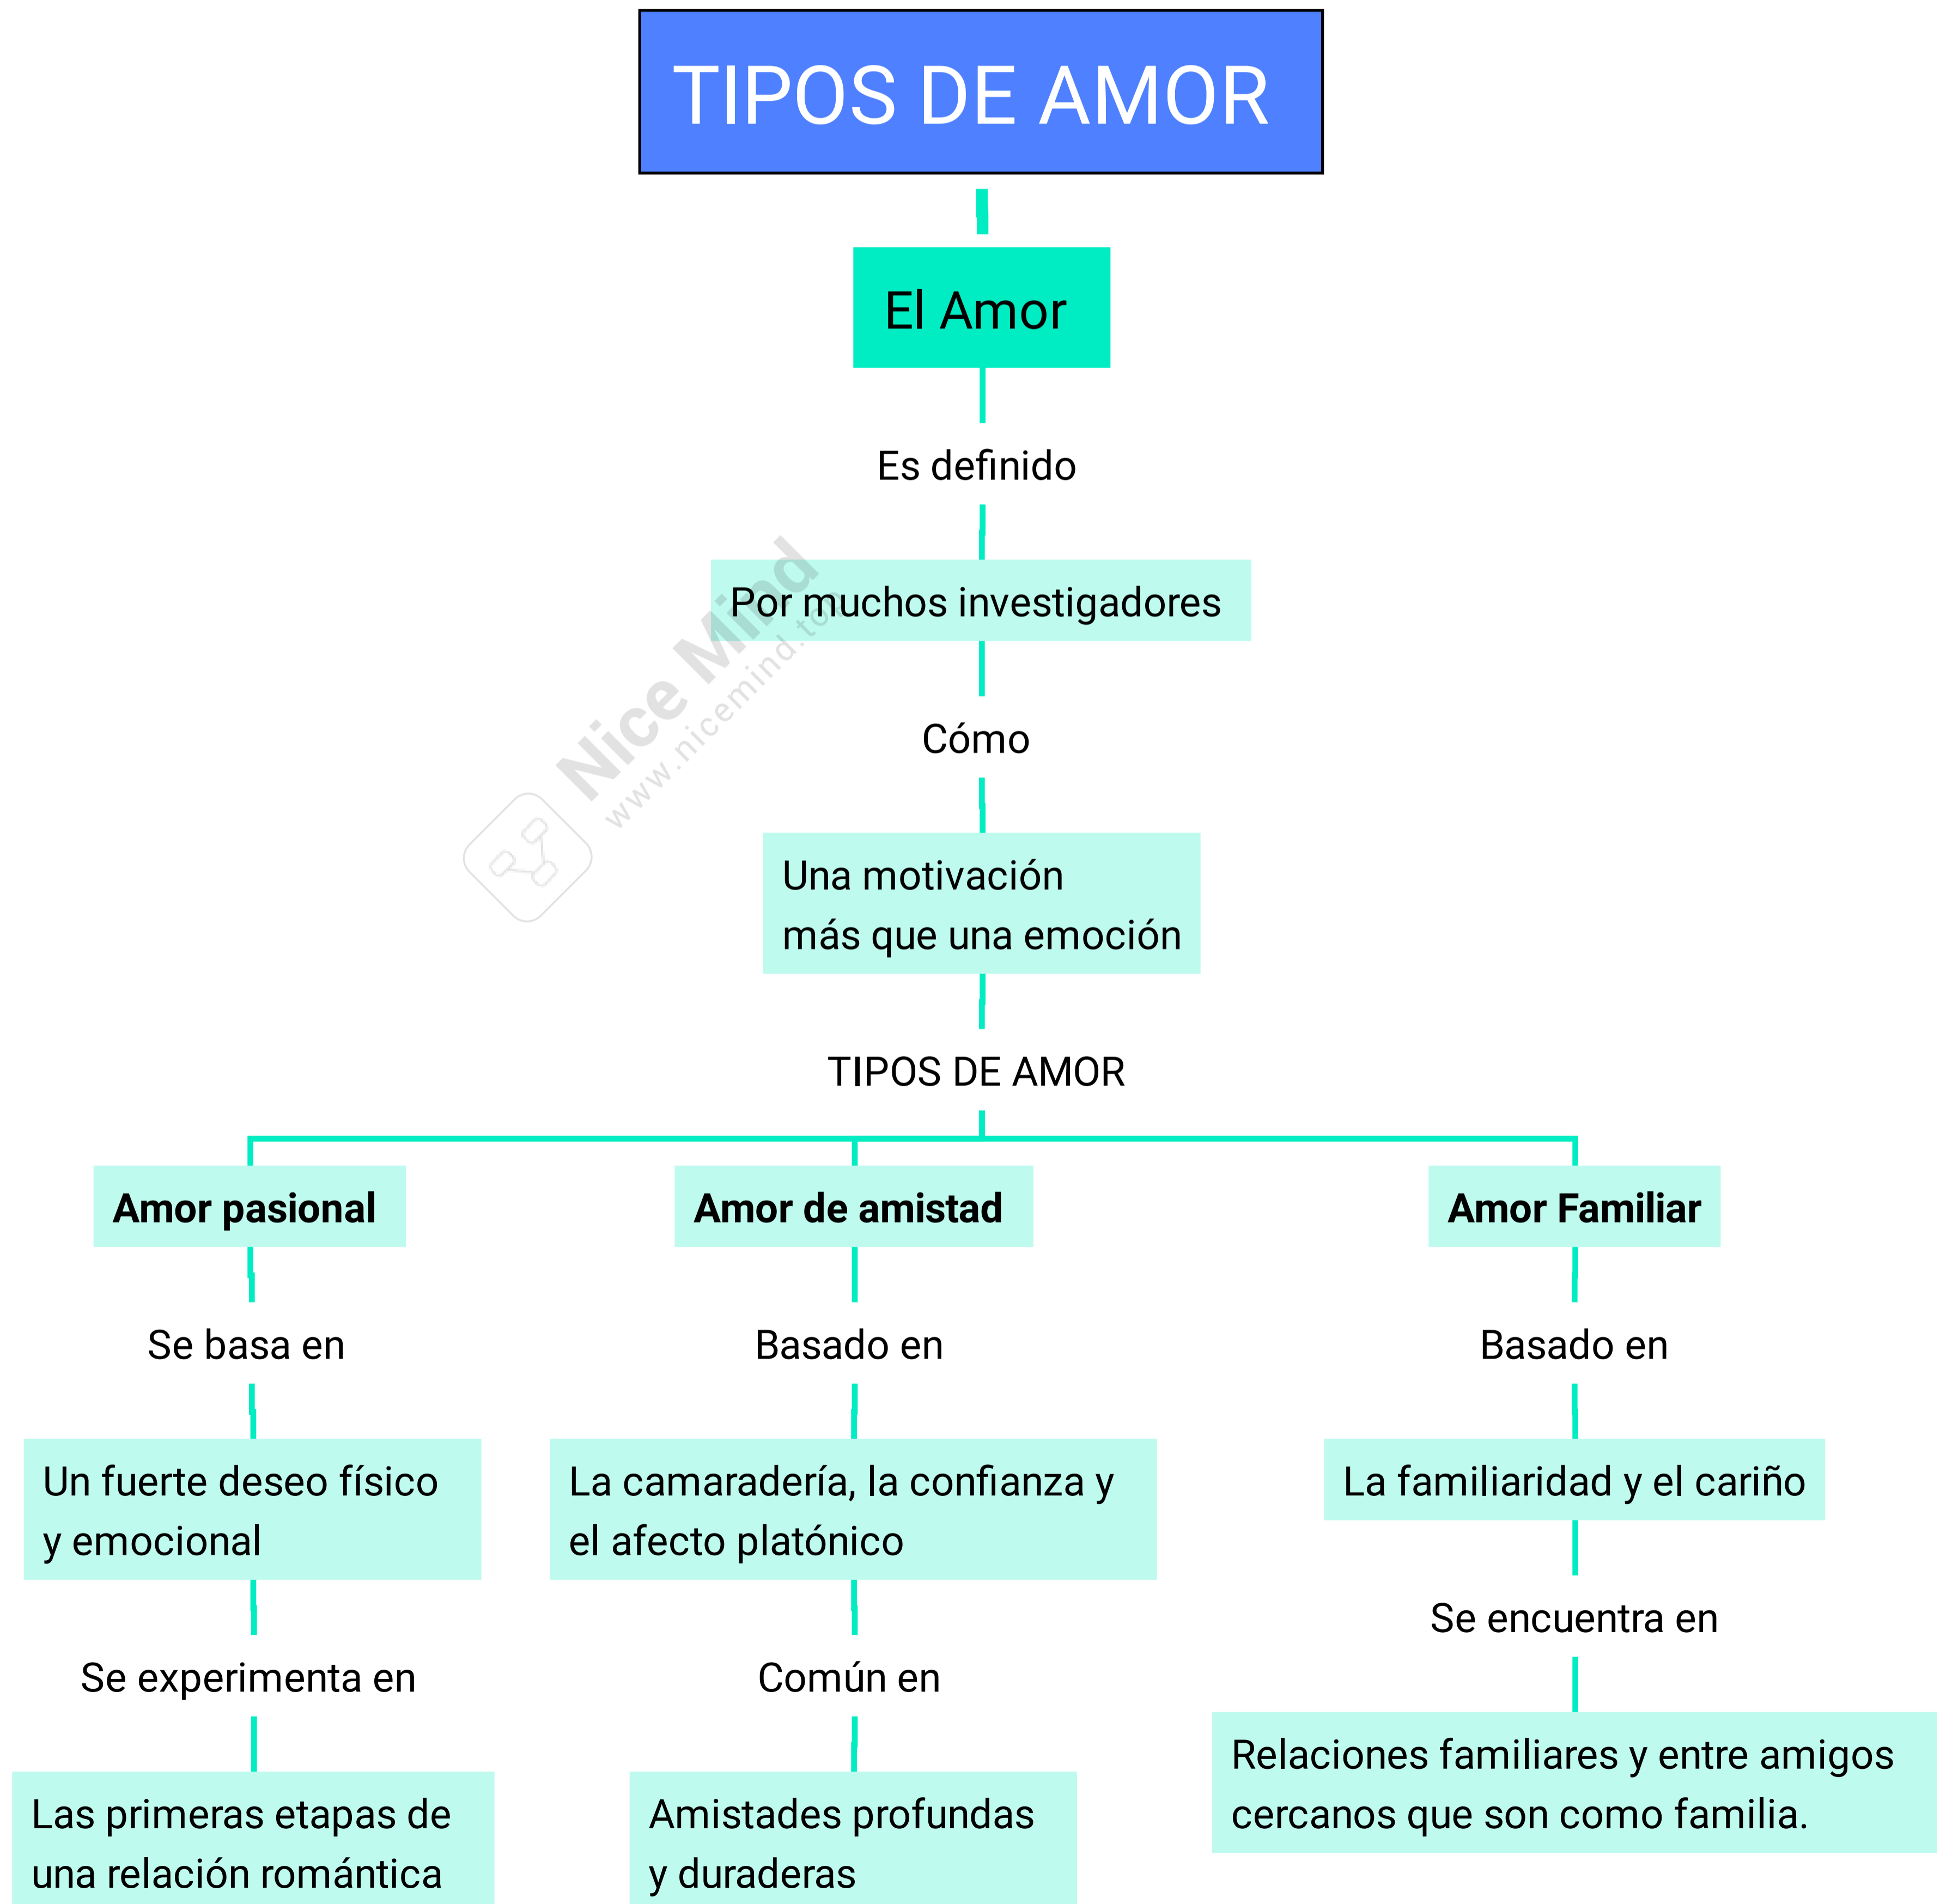 TIPOS DE AMOR
El Amor
Es definido
Por muchos investigadores
Cómo
Nice Mind
www.nicemind.top
Una motivación
más que una emoción
TIPOS DE AMOR
Amor pasional
Amor de amistad
Amor Familiar
Se basa en
Basado en
Basado en
Un fuerte deseo físico
y emocional
La camaradería, la confianza y
el afecto platónico
La familiaridad y el cariño
Se experimenta en
Común en
Se encuentra en
Las primeras etapas de
una relación romántica
Amistades profundas
y duraderas
Relaciones familiares y entre amigos
cercanos que son como familia.